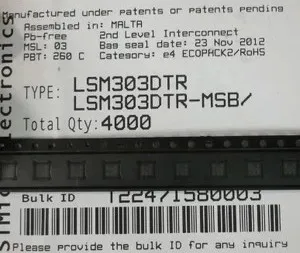 Manufactured under patents or patents pending
Assembled in: MALTA
Pb-free 2nd Level Interconnect
MSL: 03 Bag seal date: 23 Nov 2012
PBT: 260 C Category: e4 ECOPACK2/RoHS
TYPE: LSM303DTR
LSM303DTR-MSB/
Total Qty: 4000
Bulk ID 122471580003
Please provide the bulk ID for any inquiry